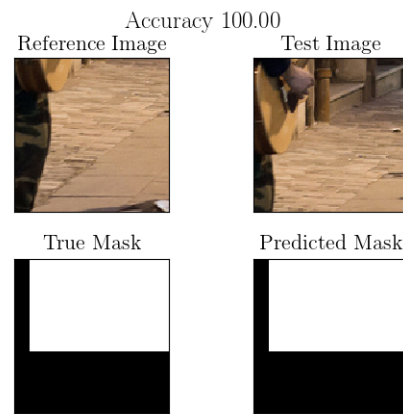 Accuracy 100.00
Reference Image
Test Image
True Mask
Predicted Mask